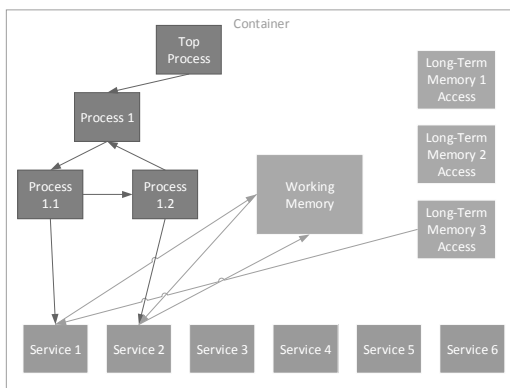 Container
Top
Process
Process 1
Process
1.1
Process
1.2
Working
Memory
Long-Term
Memory 1
Access
Long-Term
Memory 2
Access
Long-Term
Memory 3
Access
Service 1
Service 2
Service 3
Service 4
Service 5
Service 6